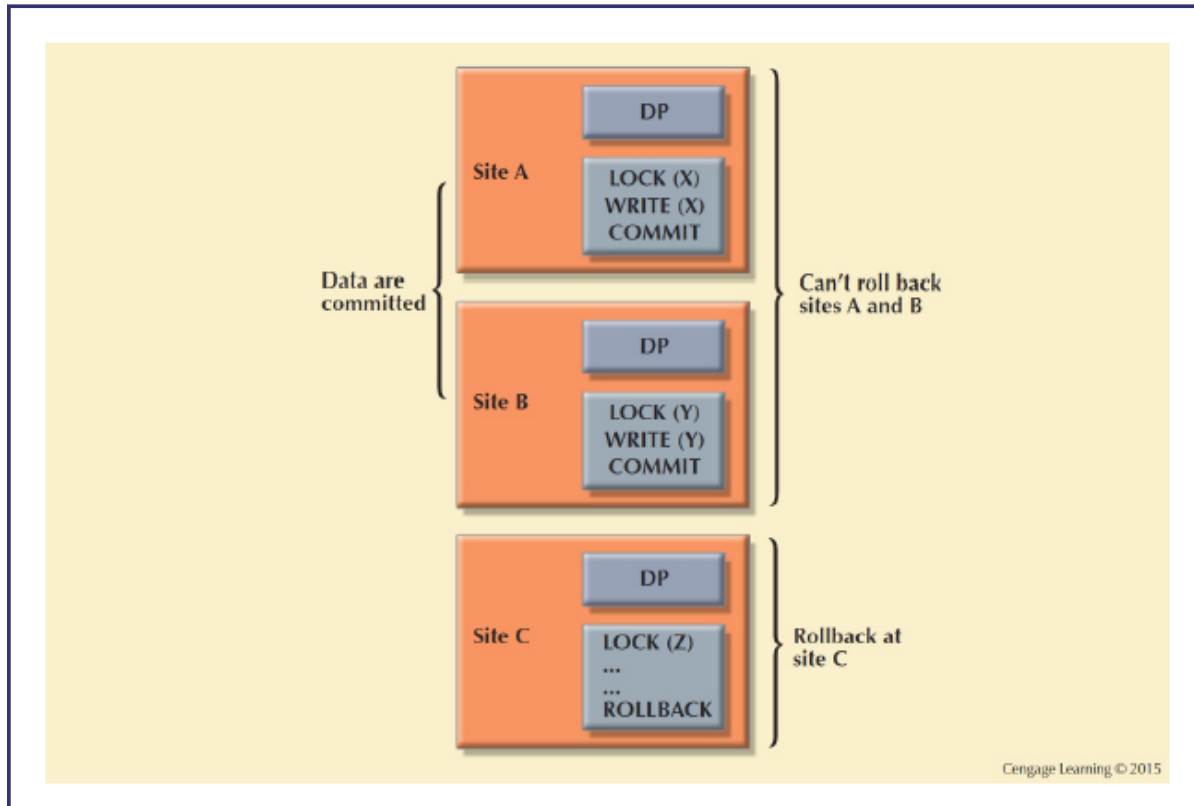 DP
Site A
LOCK (X)
WRITE (X)
COMMIT
Data are
committed
Can't roll back
sites A and B
DP
Site B
LOCK (Y)
WRITE (Y)
COMMIT
DP
Site C
LOCK (Z)
...
...
ROLLBACK
Rollback at
site C
Cengage Learning © 2015